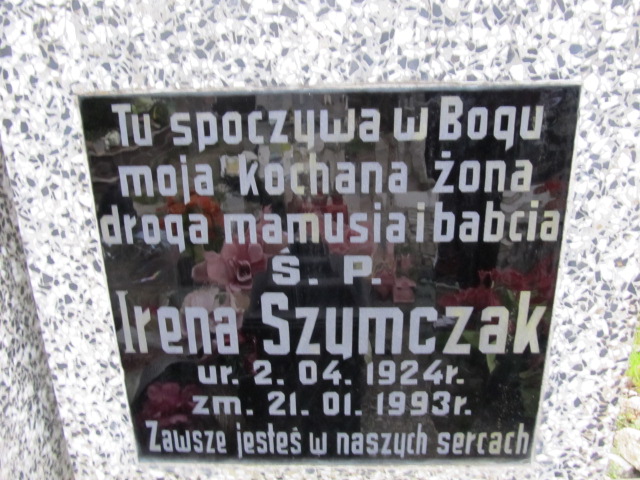 Tu spoczywa w Bogu
moja kochana żona
droga mamusia i babcia
Ś. P.
Irena Szymczak
ur. 2. 04. 1924r.
zm. 21. 01. 1993r.
Zawsze jesteś w naszych sercach